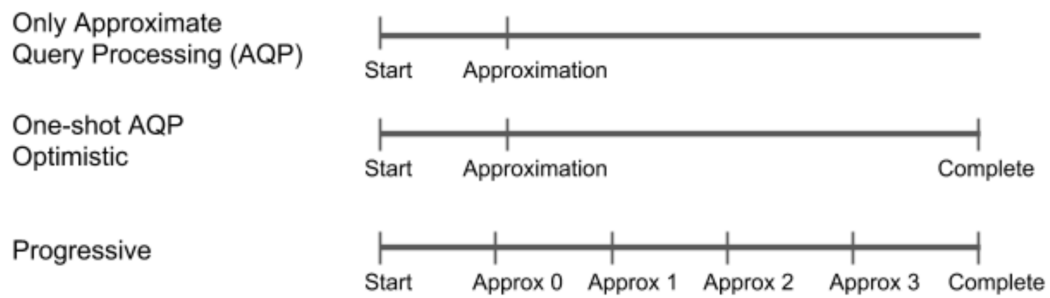 Only Approximate
Query Processing (AQP)
Start Approximation
One-shot AQP
Optimistic
Start Approximation Complete
Progressive
Start Approx 0 Approx 1 Approx 2 Approx 3 Complete